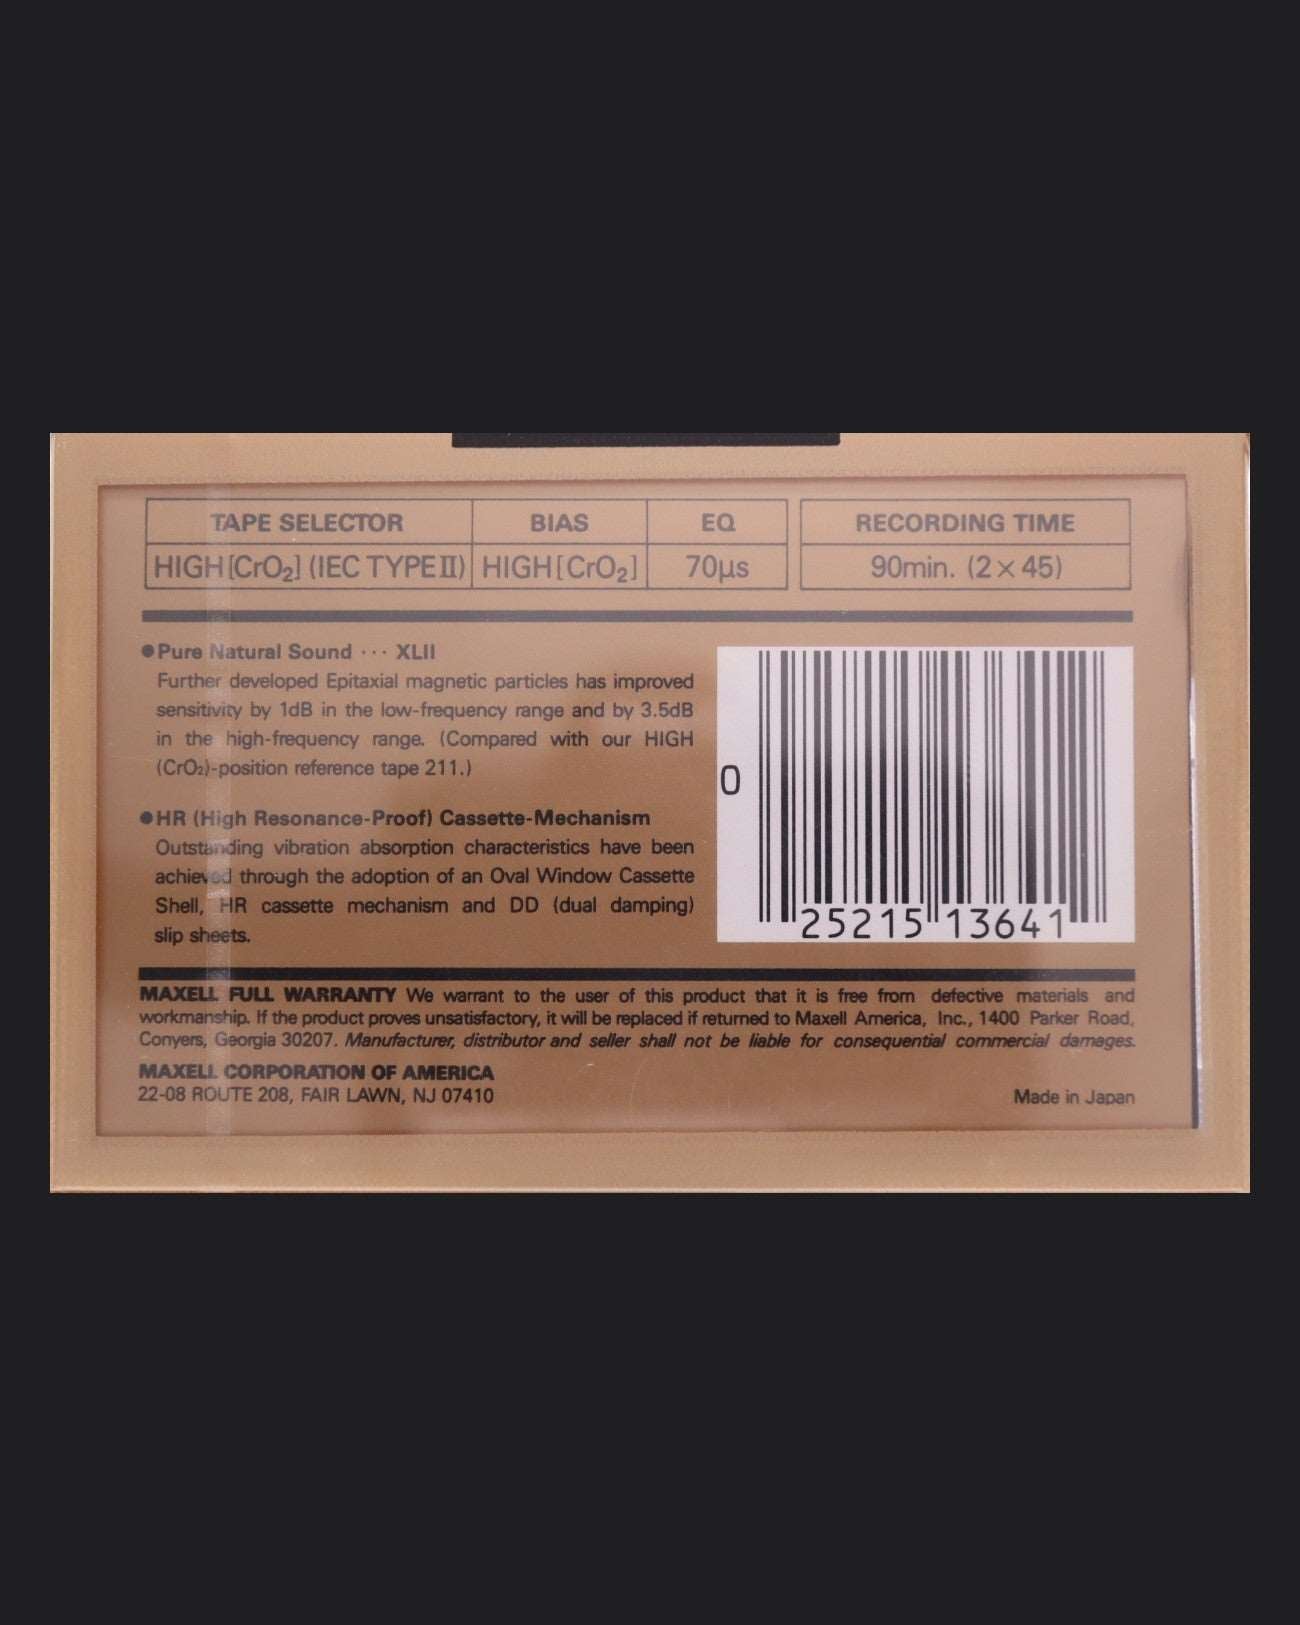 TAPE SELECTOR BIAS EQ RECORDING TIME
HIGH [CrO₂] (IEC TYPE II) HIGH [CrO₂] 70μs 90min. (2 × 45)
●Pure Natural Sound ··· XLII
Further developed Epitaxial magnetic particles has improved
sensitivity by 1dB in the low-frequency range and by 3.5dB
in the high-frequency range. (Compared with our HIGH
(CrO₂)-position reference tape 211.)
●HR (High Resonance-Proof) Cassette-Mechanism
Outstanding vibration absorption characteristics have been
achieved through the adoption of an Oval Window Cassette
Shell, HR cassette mechanism and DD (dual damping)
slip sheets.
0 25215 13641
MAXELL FULL WARRANTY We warrant to the user of this product that it is free from defective materials and
workmanship. If the product proves unsatisfactory, it will be replaced if returned to Maxell America, Inc., 1400 Parker Road,
Conyers, Georgia 30207. Manufacturer, distributor and seller shall not be liable for consequential commercial damages.
MAXELL CORPORATION OF AMERICA
22-08 ROUTE 208, FAIR LAWN, NJ 07410
Made in Japan